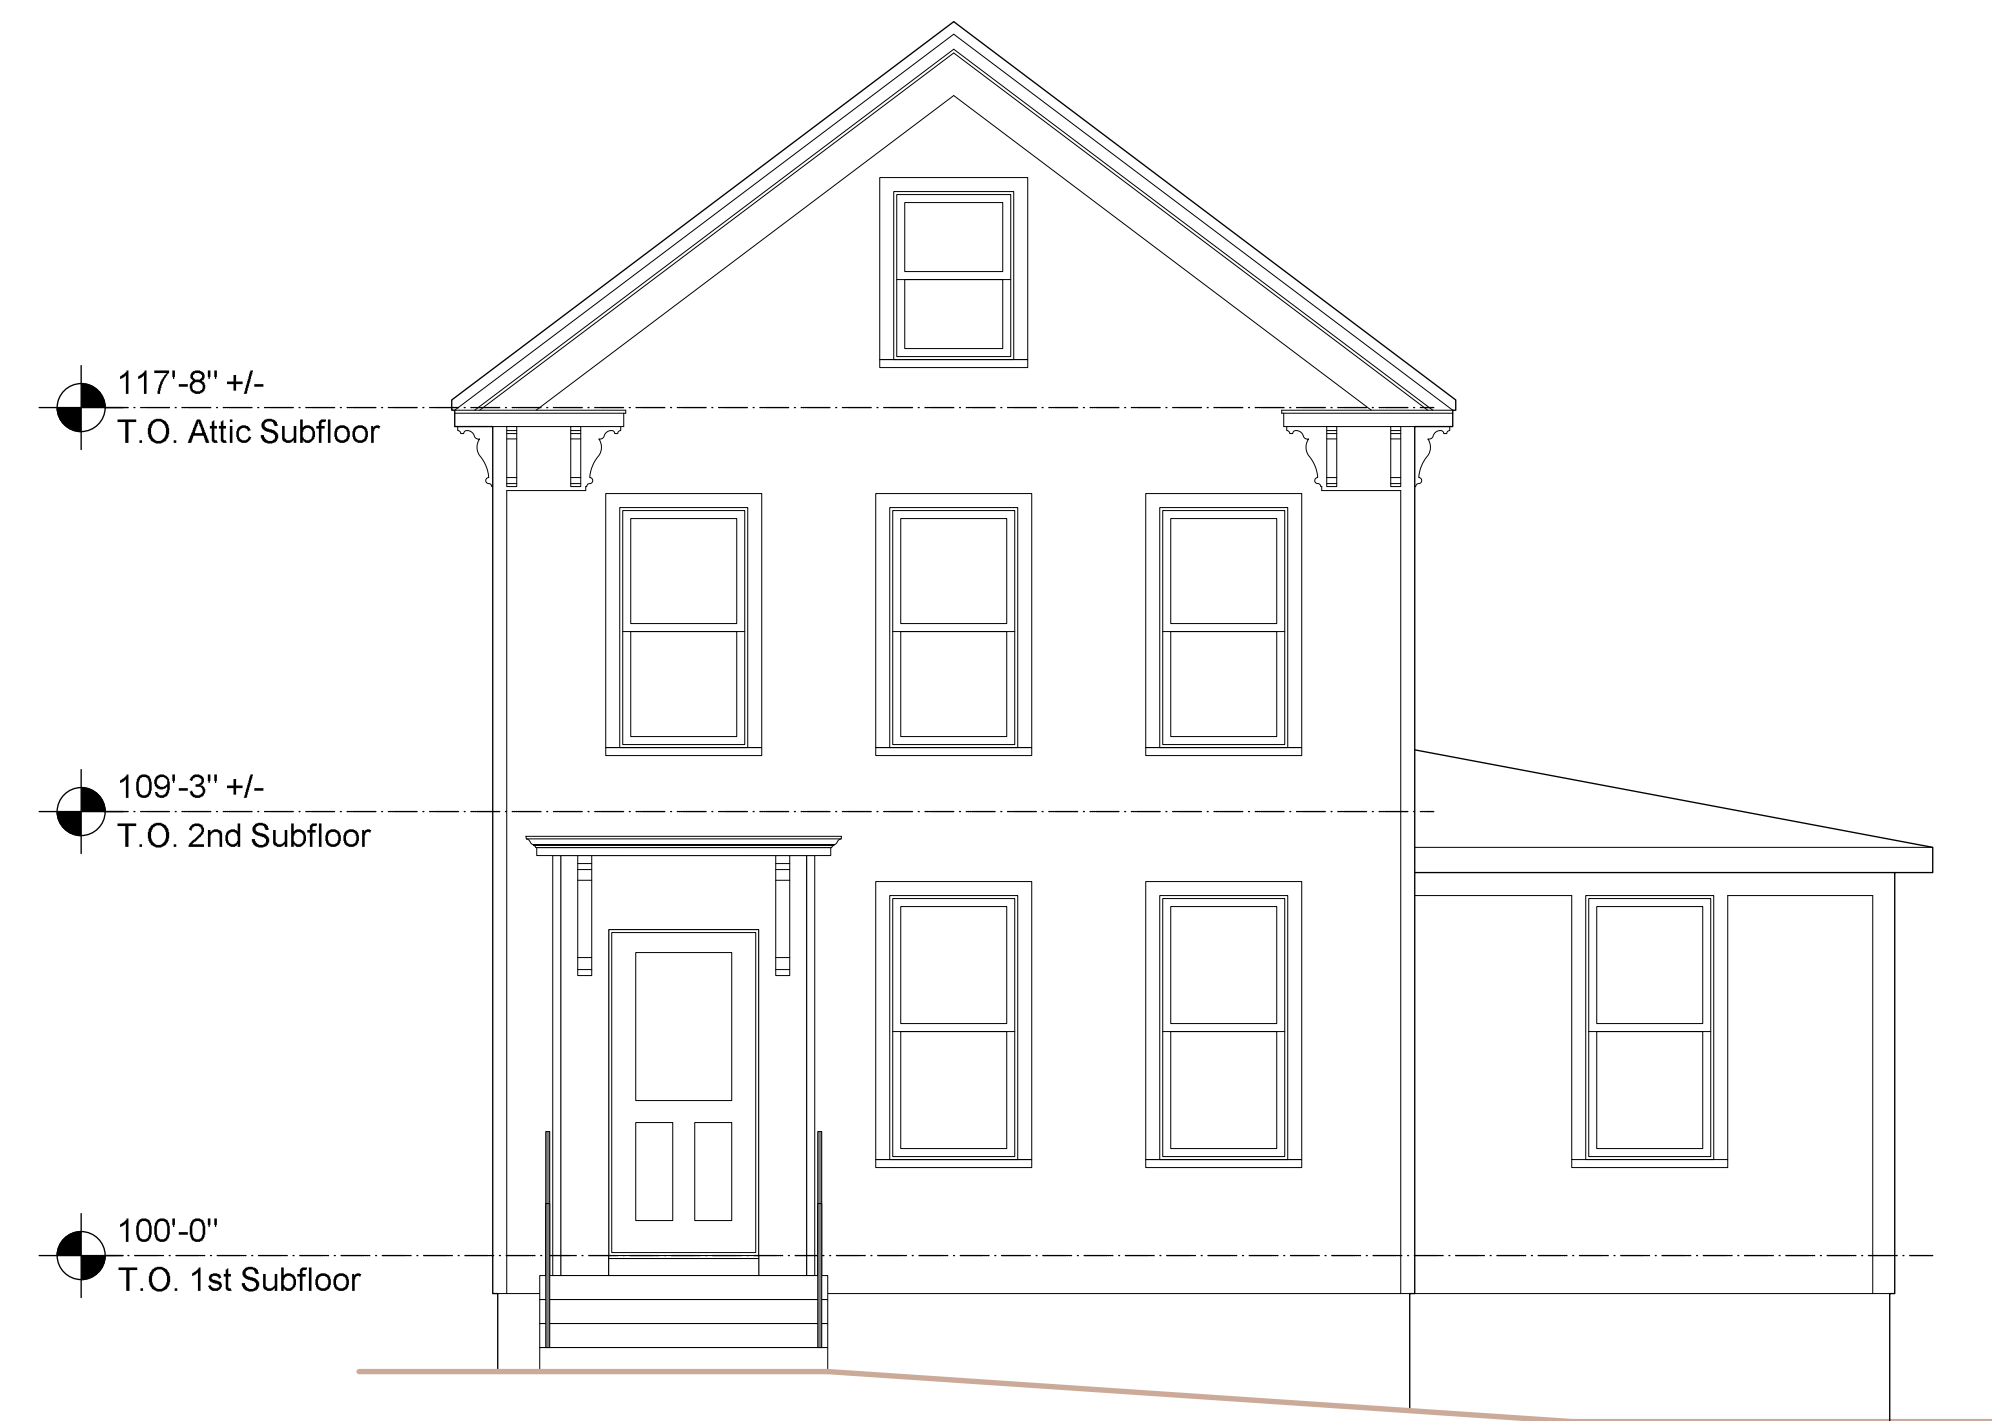 117'-8" +/-
T.O. Attic Subfloor
109'-3" +/-
T.O. 2nd Subfloor
100'-0"
T.O. 1st Subfloor